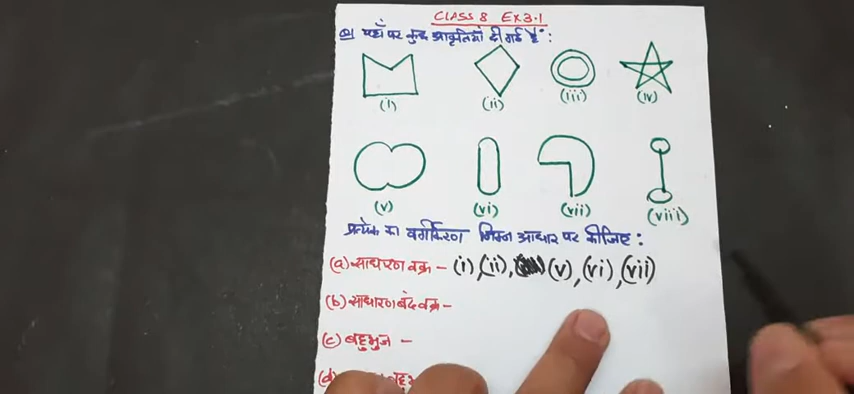 CLASS 8 EX 3.1
Q) यहाँ पर कुछ आकृतियाँ दी गई हैं :
(i) (ii) (iii) (iv)
(v) (vi) (vii) (viii)
प्रत्येक का वर्गीकरण निम्न आधार पर कीजिए :
(a) साधारण वक्र - (i), (ii), (v), (vi), (vii)
(b) साधारण बंद वक्र -
(c) बहुभुज -
(d)